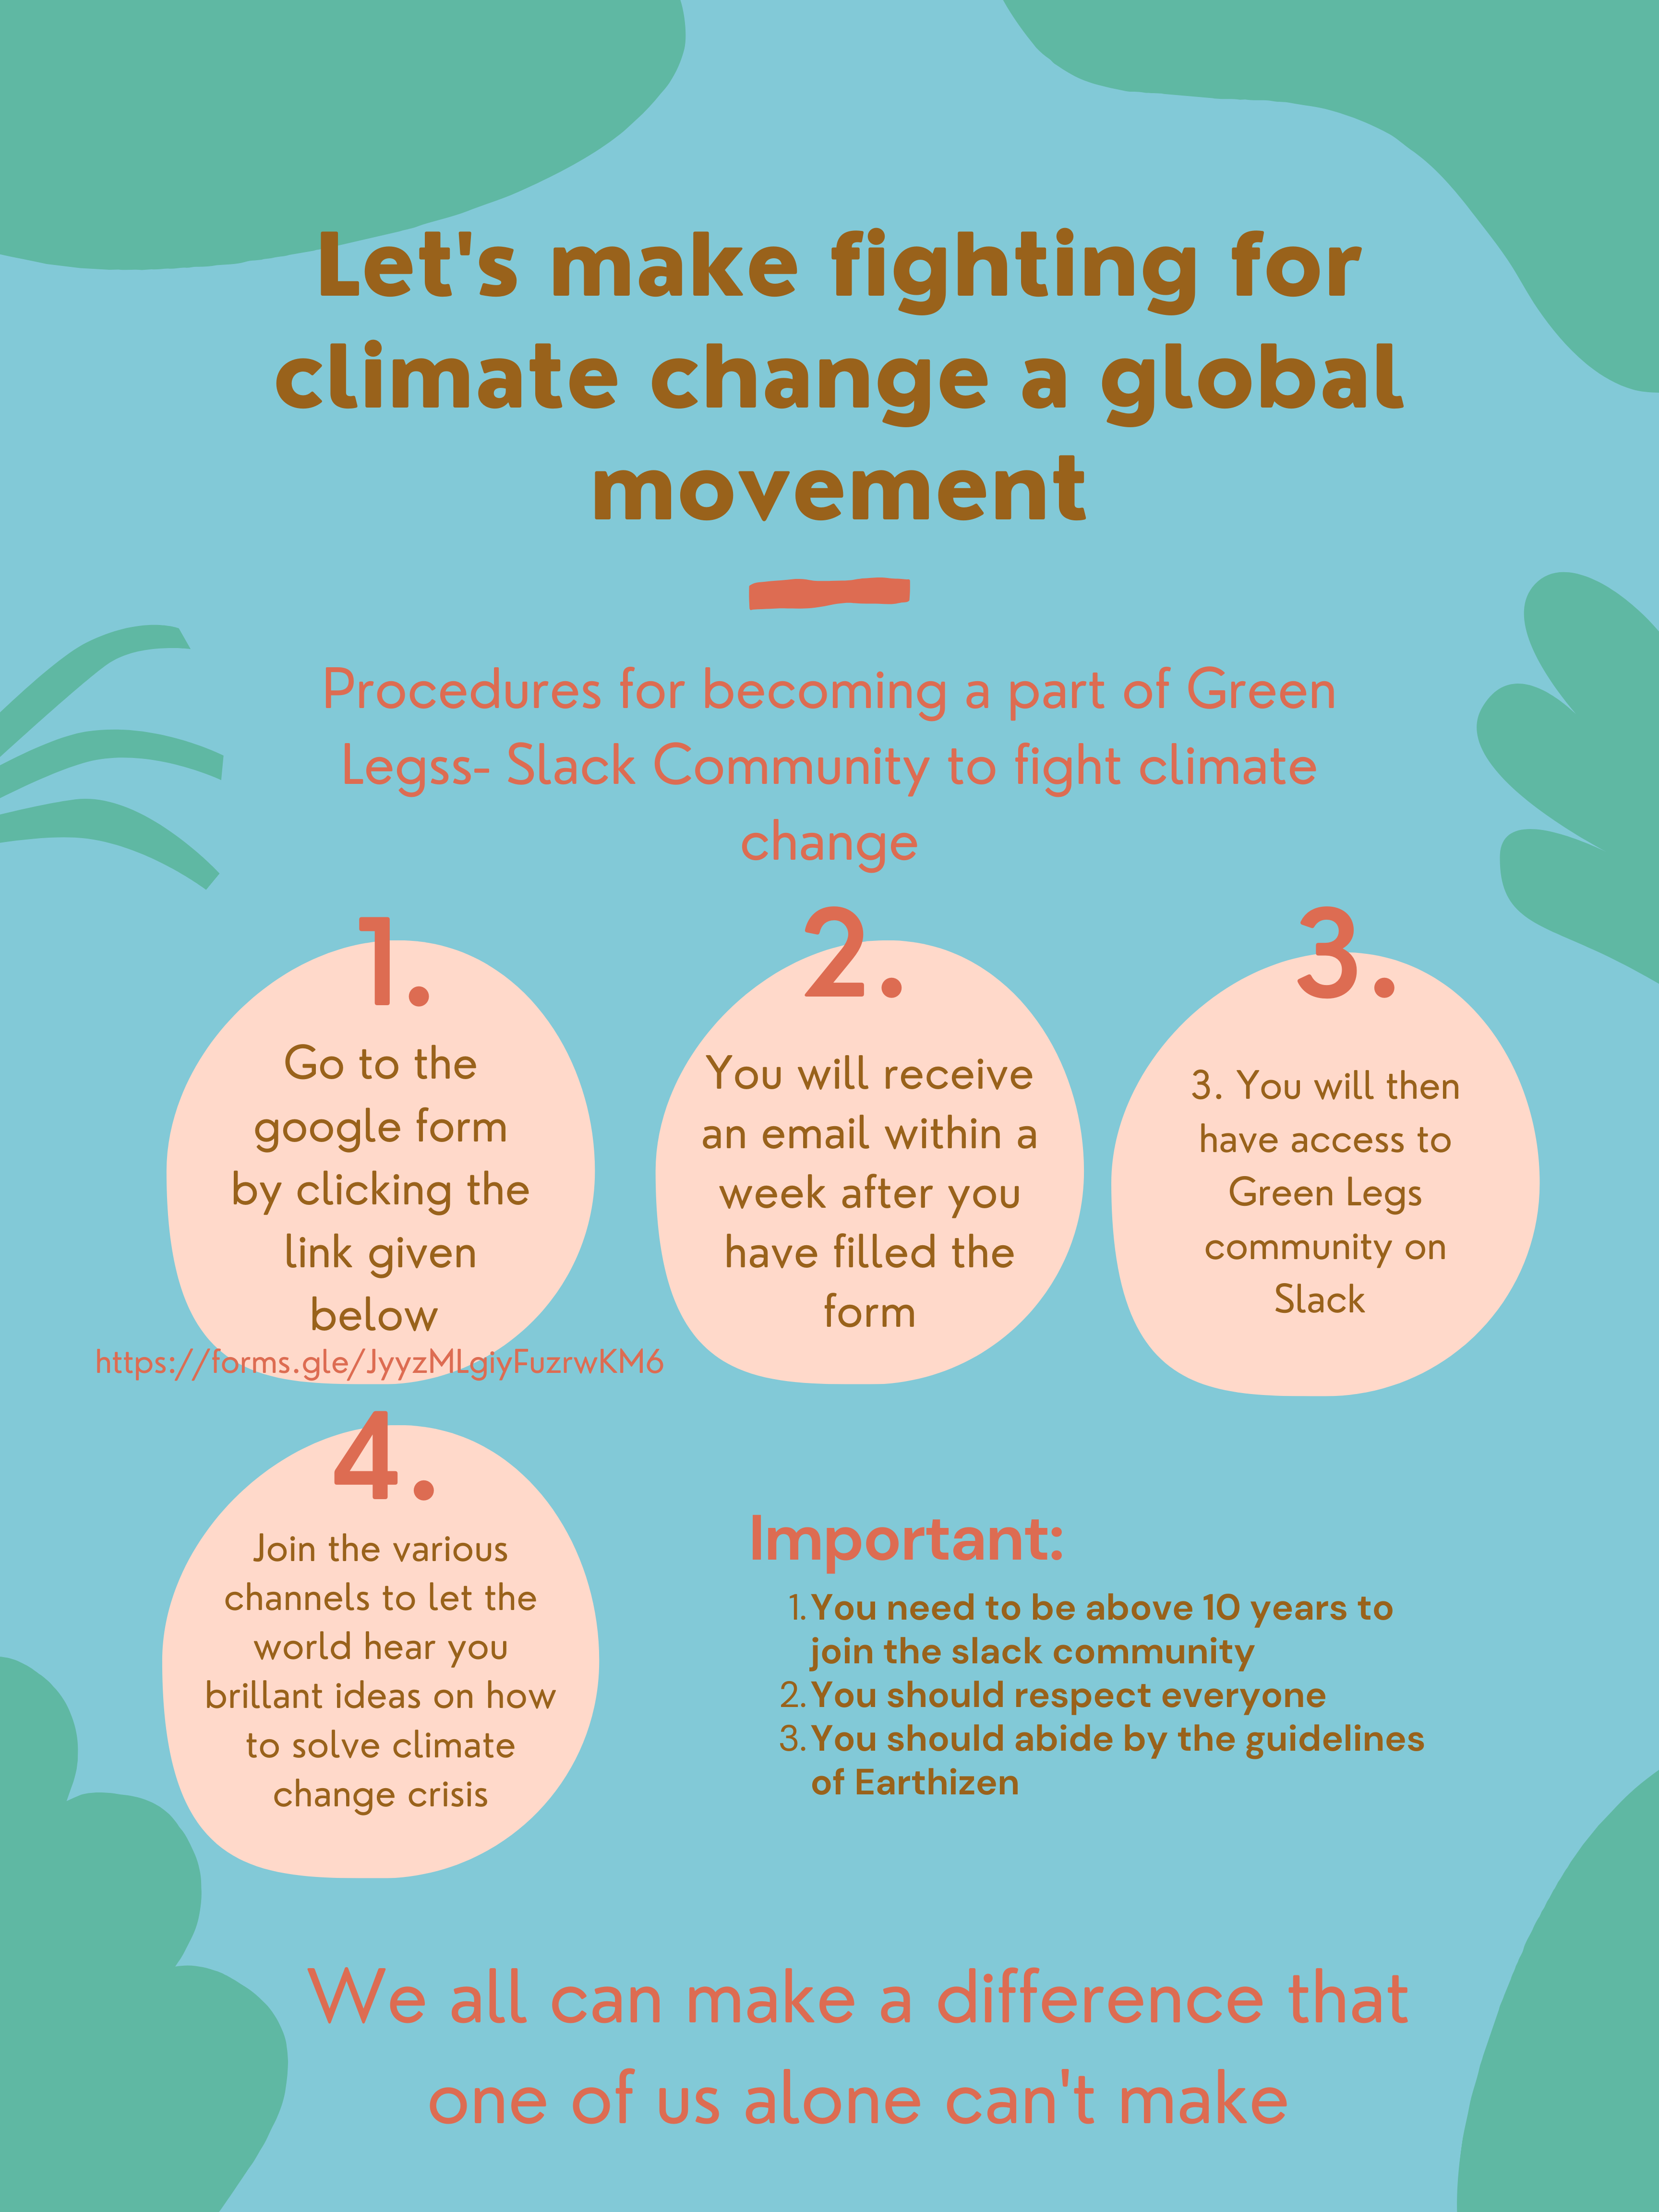 Let's make fighting for
climate change a global
movement
Procedures for becoming a part of Green
Legss- Slack Community to fight climate
change
1.
Go to the
google form
by clicking the
link given
below
https://forms.gle/JyyzMLgiyFuzrwKM6
2.
You will receive
an email within a
week after you
have filled the
form
3.
3. You will then
have access to
Green Legs
community on
Slack
4.
Join the various
channels to let the
world hear you
brillant ideas on how
to solve climate
change crisis
Important:
1. You need to be above 10 years to
join the slack community
2. You should respect everyone
3. You should abide by the guidelines
of Earthizen
We all can make a difference that
one of us alone can't make